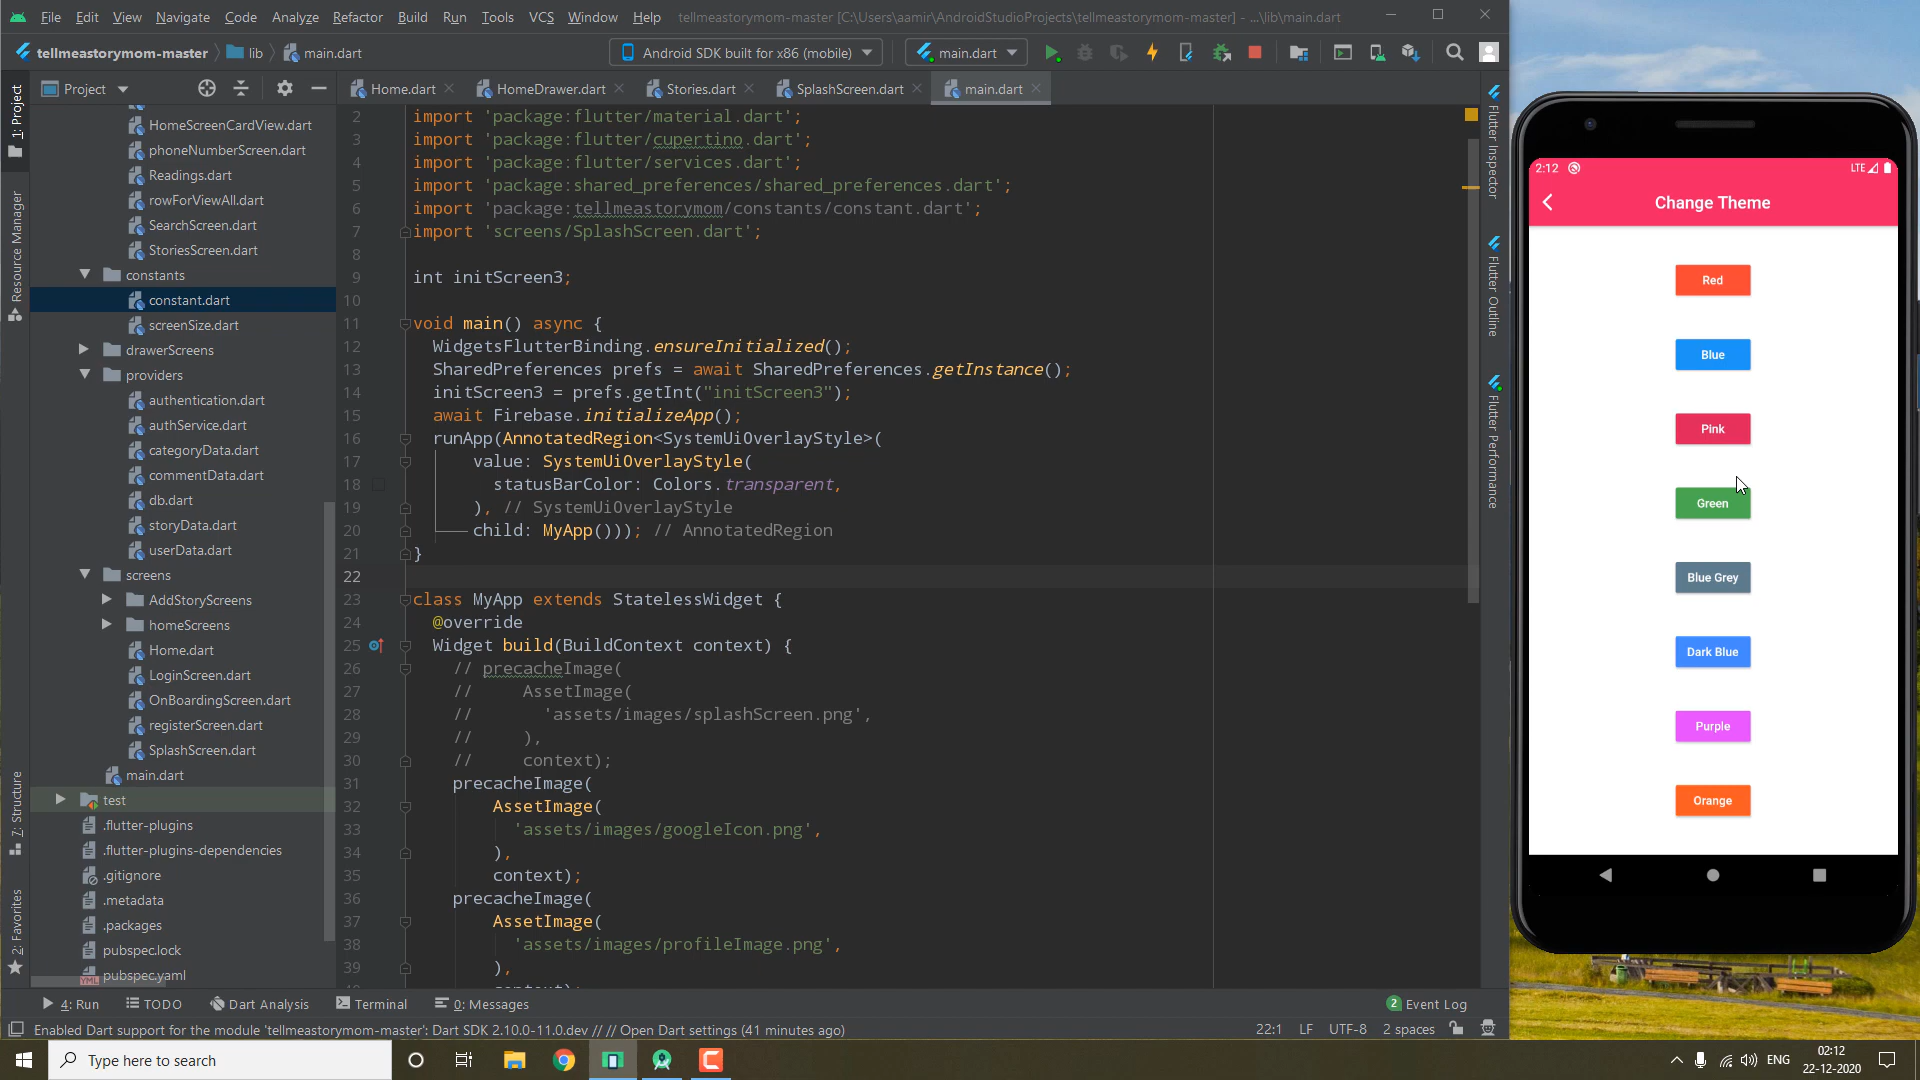 File Edit View Navigate Code Analyze Refactor Build Run Tools VCS Window Help tellmeastorymom-master [C:\Users\aamir\AndroidStudioProjects\tellmeastorymom-master] - ...\lib\main.dart
tellmeastorymom-master lib main.dart Android SDK built for x86 (mobile) main.dart
Project
Home.dart HomeDrawer.dart Stories.dart SplashScreen.dart main.dart
1: Project
Resource Manager
7: Structure
2: Favorites
HomeScreenCardView.dart
phoneNumberScreen.dart
Readings.dart
rowForViewAll.dart
SearchScreen.dart
StoriesScreen.dart
constants
constant.dart
screenSize.dart
drawerScreens
providers
authentication.dart
authService.dart
categoryData.dart
commentData.dart
db.dart
storyData.dart
userData.dart
screens
AddStoryScreens
homeScreens
Home.dart
LoginScreen.dart
OnBoardingScreen.dart
registerScreen.dart
SplashScreen.dart
main.dart
test
.flutter-plugins
.flutter-plugins-dependencies
.gitignore
.metadata
.packages
pubspec.lock
pubspec.yaml
2 import 'package:flutter/material.dart';
3 import 'package:flutter/cupertino.dart';
4 import 'package:flutter/services.dart';
5 import 'package:shared_preferences/shared_preferences.dart';
6 import 'package:tellmeastorymom/constants/constant.dart';
7 import 'screens/SplashScreen.dart';
8
9 int initScreen3;
10
11 void main() async {
12 WidgetsFlutterBinding.ensureInitialized();
13 SharedPreferences prefs = await SharedPreferences.getInstance();
14 initScreen3 = prefs.getInt("initScreen3");
15 await Firebase.initializeApp();
16 runApp(AnnotatedRegion<SystemUiOverlayStyle>(
17 value: SystemUiOverlayStyle(
18 statusBarColor: Colors.transparent,
19 ), // SystemUiOverlayStyle
20 child: MyApp())); // AnnotatedRegion
21 }
22
23 class MyApp extends StatelessWidget {
24 @override
25 Widget build(BuildContext context) {
26 // precacheImage(
27 // AssetImage(
28 // 'assets/images/splashScreen.png',
29 // ),
30 // context);
31 precacheImage(
32 AssetImage(
33 'assets/images/googleIcon.png',
34 ),
35 context);
36 precacheImage(
37 AssetImage(
38 'assets/images/profileImage.png',
39 ),
Flutter Inspector
Flutter Outline
Flutter Performance
2:12 LTE
Change Theme
Red
Blue
Pink
Green
Blue Grey
Dark Blue
Purple
Orange
4: Run TODO Dart Analysis Terminal 0: Messages 2 Event Log
Enabled Dart support for the module 'tellmeastorymom-master': Dart SDK 2.10.0-11.0.dev // // Open Dart settings (41 minutes ago) 22:1 LF UTF-8 2 spaces
Type here to search ENG 02:12
22-12-2020